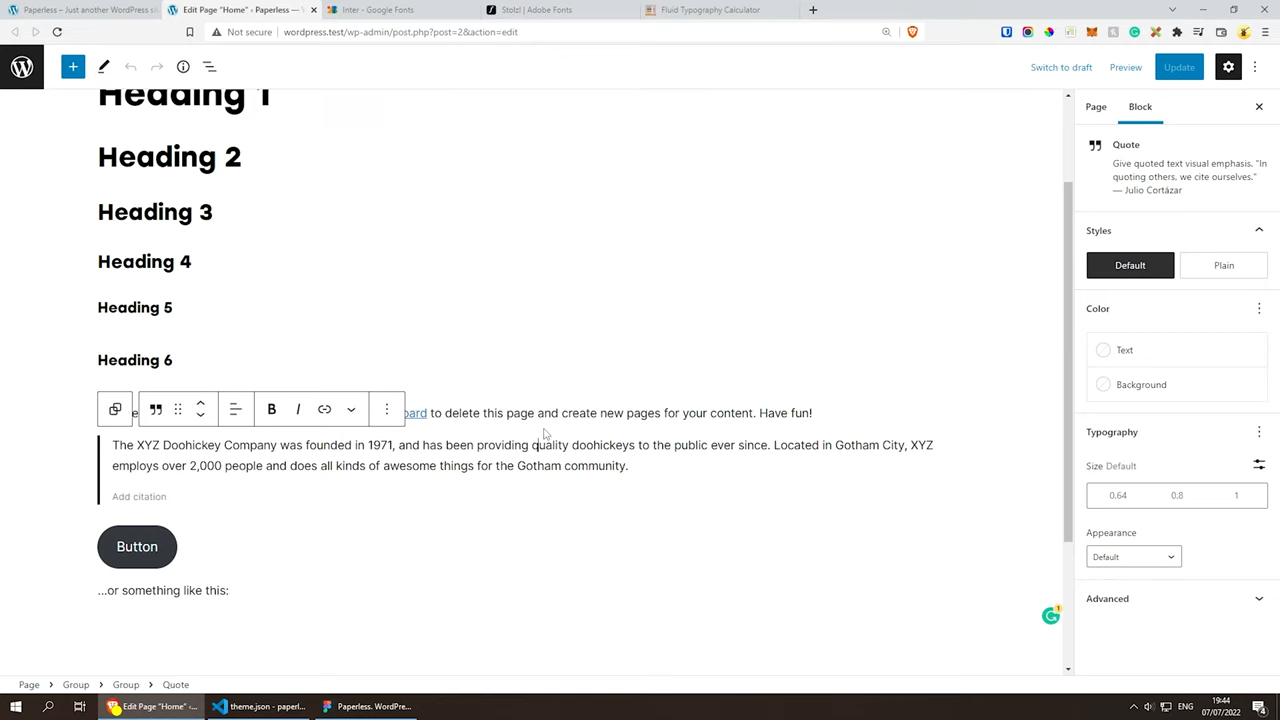 Paperless – Just another WordPress si
Edit Page "Home" ‹ Paperless — W
Inter - Google Fonts
Stolzl | Adobe Fonts
Fluid Typography Calculator
Not secure
wordpress.test/wp-admin/post.php?post=2&action=edit
Switch to draft
Preview
Update
Heading 1
Heading 2
Heading 3
Heading 4
Heading 5
Heading 6
board to delete this page and create new pages for your content. Have fun!
The XYZ Doohickey Company was founded in 1971, and has been providing quality doohickeys to the public ever since. Located in Gotham City, XYZ
employs over 2,000 people and does all kinds of awesome things for the Gotham community.
Add citation
Button
...or something like this:
Page
Block
Quote
Give quoted text visual emphasis. "In
quoting others, we cite ourselves."
— Julio Cortázar
Styles
Default
Plain
Color
Text
Background
Typography
Size Default
0.64
0.8
1
Appearance
Default
Advanced
1
Page › Group › Group › Quote
Edit Page "Home" ‹...
theme.json - paperl...
Paperless. WordPre...
ENG
19:44
07/07/2022
4